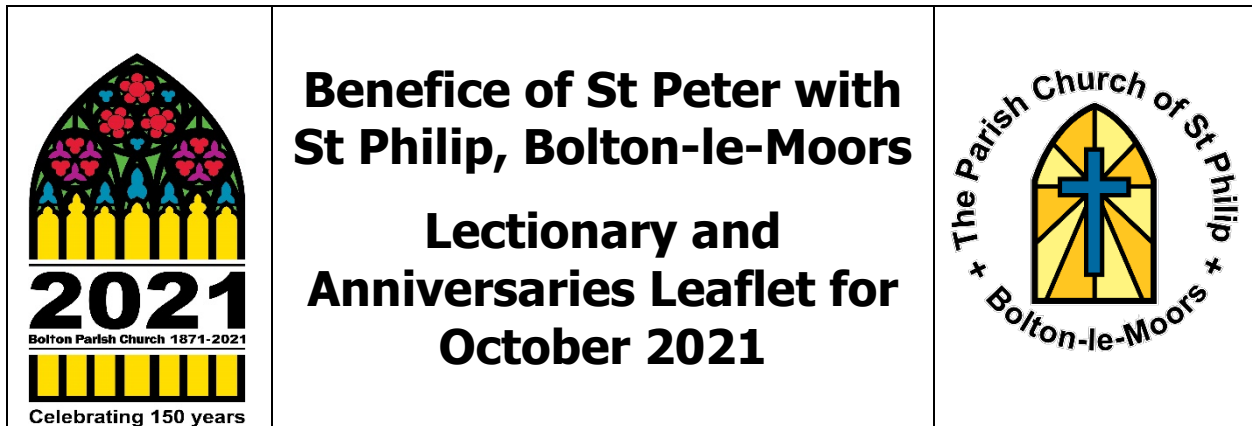 2021
Bolton Parish Church 1871-2021
Celebrating 150 years
Benefice of St Peter with
St Philip, Bolton-le-Moors
Lectionary and
Anniversaries Leaflet for
October 2021
The Parish Church of St Philip
+ Bolton-le-Moors +